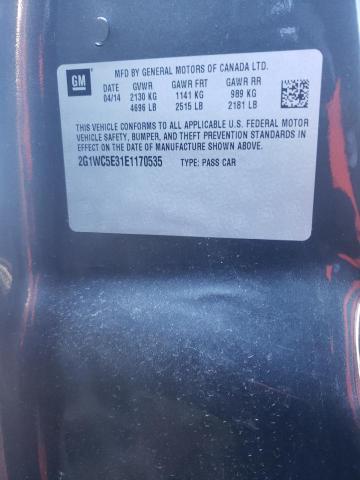 GM
MFD BY GENERAL MOTORS OF CANADA LTD.
DATE GVWR GAWR FRT GAWR RR
04/14 2130 KG 1141 KG 989 KG
4696 LB 2515 LB 2181 LB
THIS VEHICLE CONFORMS TO ALL APPLICABLE U.S. FEDERAL MOTOR
VEHICLE SAFETY, BUMPER, AND THEFT PREVENTION STANDARDS IN
EFFECT ON THE DATE OF MANUFACTURE SHOWN ABOVE.
2G1WC5E31E1170535 TYPE: PASS CAR